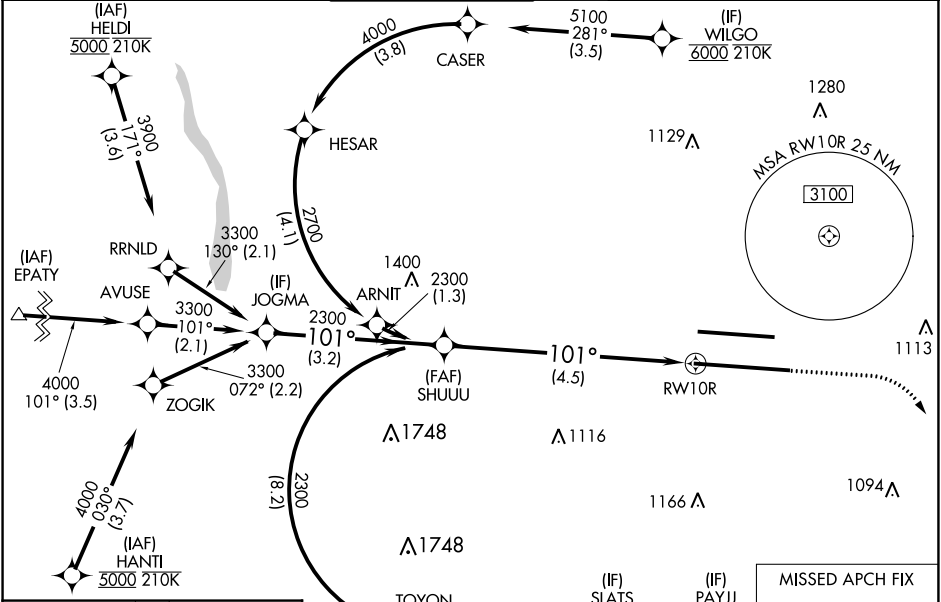 (IAF)
HELDI
5000 210K
4000
(3.8)
CASER
5100
281°
(3.5)
(IF)
WILGO
6000 210K
3900
171°
(3.6)
HESAR
1280
1129
MSA RW10R 25 NM
3100
2700
(4.1)
3300
130° (2.1)
RRNLD
(IAF)
EPATY
AVUSE
3300
101°
(2.1)
(IF)
JOGMA
2300
101°
(3.2)
ARNIT
1400
2300
(1.3)
1113
4000
101° (3.5)
3300
072° (2.2)
ZOGIK
(FAF)
SHUUU
101°
(4.5)
RW10R
1748
1116
4000
030°
(3.7)
2300
(8.2)
1166
1094
(IAF)
HANTI
5000 210K
1748
TOYON
(IF)
SLATS
(IF)
PAYU
MISSED APCH FIX